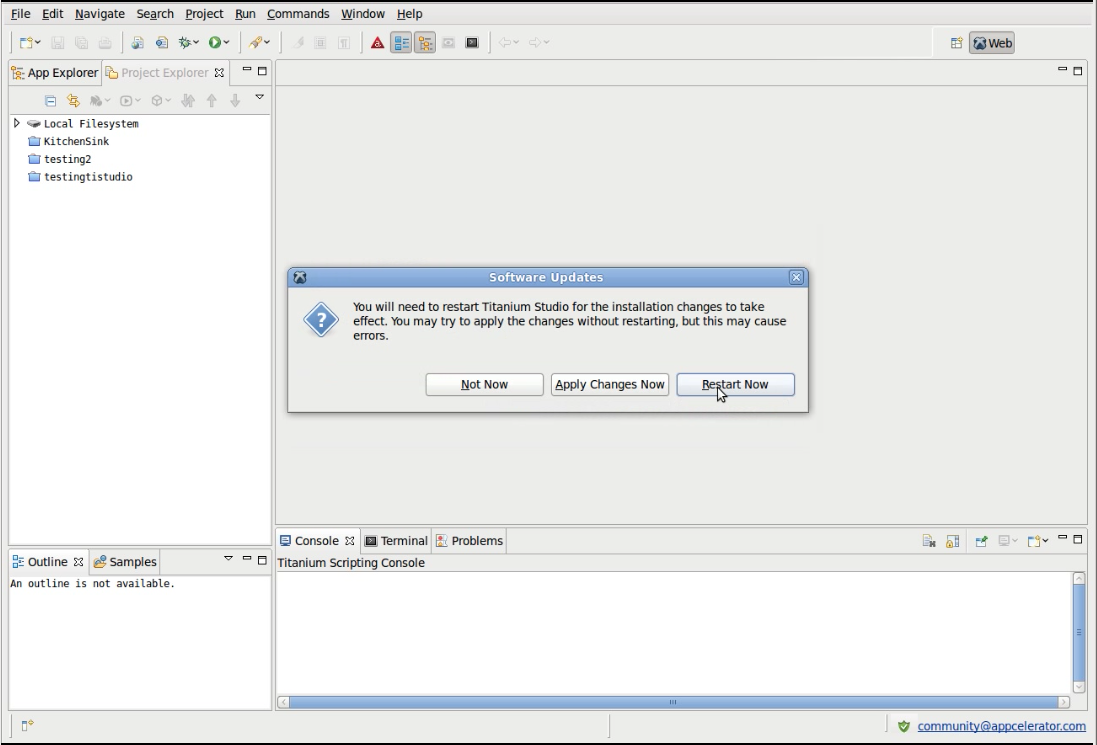 File Edit Navigate Search Project Run Commands Window Help
Web
App Explorer Project Explorer
Local Filesystem
KitchenSink
testing2
testingtistudio
Software Updates
You will need to restart Titanium Studio for the installation changes to take
effect. You may try to apply the changes without restarting, but this may cause
errors.
Not Now Apply Changes Now Restart Now
Console Terminal Problems
Titanium Scripting Console
Outline Samples
An outline is not available.
community@appcelerator.com